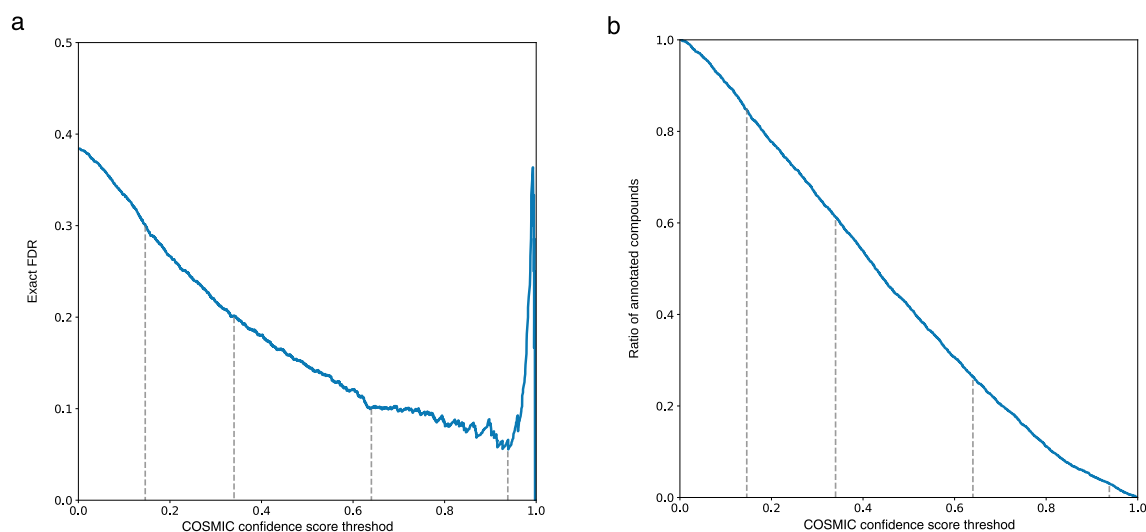 a
0.5
0.4
0.3
0.2
0.1
0.0
Exact FDR
0.0 0.2 0.4 0.6 0.8 1.0
COSMIC confidence score threshod
b
1.0
0.8
0.6
0.4
0.2
0.0
Ratio of annotated compounds
0.0 0.2 0.4 0.6 0.8 1.0
COSMIC confidence score threshod